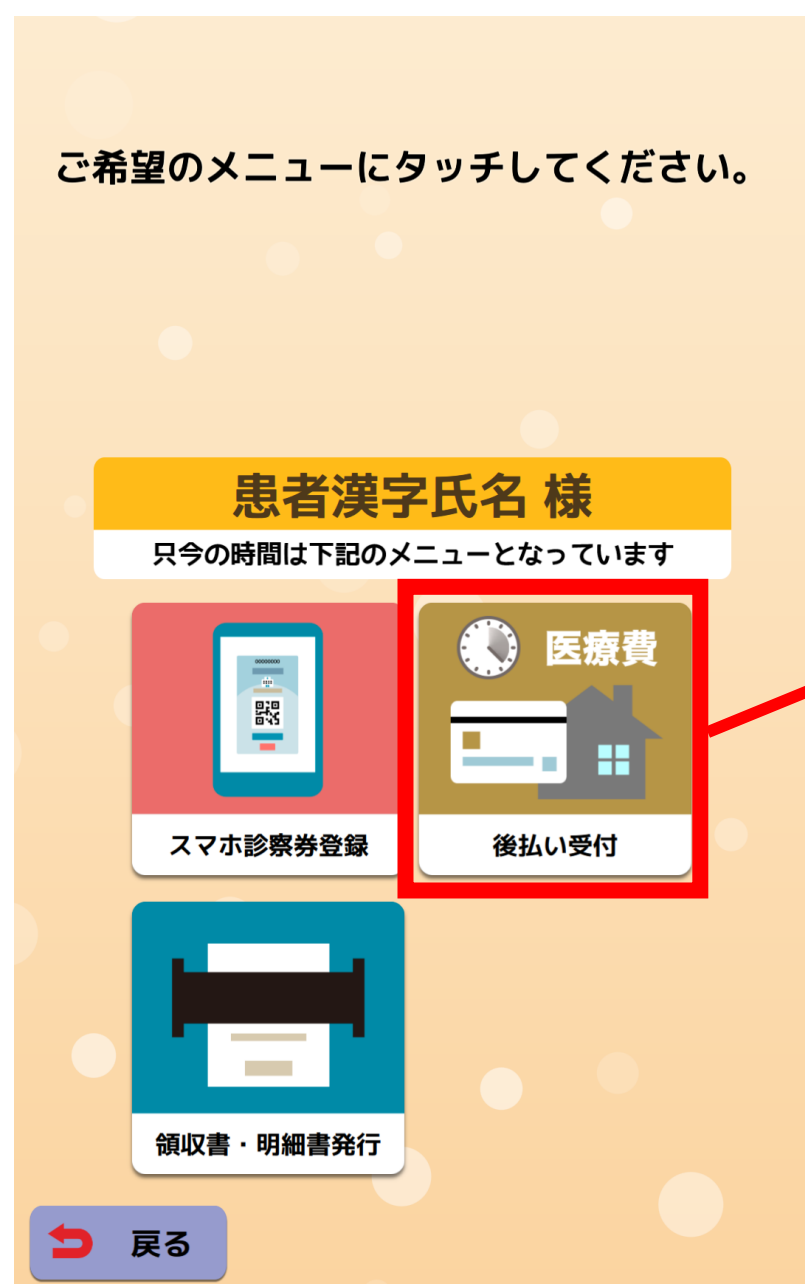 ご希望のメニューにタッチしてください。
患者漢字氏名 様
只今の時間は下記のメニューとなっています
00000000
スマホ診察券登録
医療費
後払い受付
領収書・明細書発行
戻る